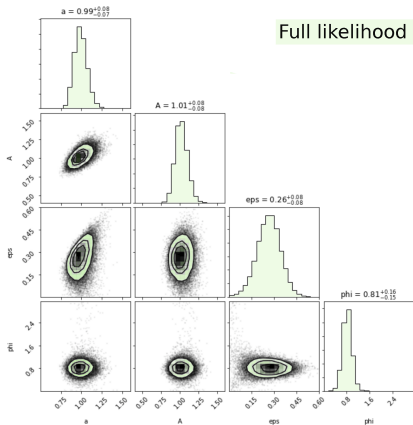 a = 0.99+0.08−0.07
Full likelihood
A = 1.01+0.08−0.08
1.50
1.25
1.00
0.75
0.50
A
eps = 0.26+0.08−0.08
0.60
0.45
0.30
0.15
eps
phi = 0.81+0.16−0.15
2.4
1.6
0.8
phi
0.75 1.00 1.25 1.50
0.50 0.75 1.00 1.25 1.50
0.15 0.30 0.45 0.60
0.8 1.6 2.4
a A eps phi